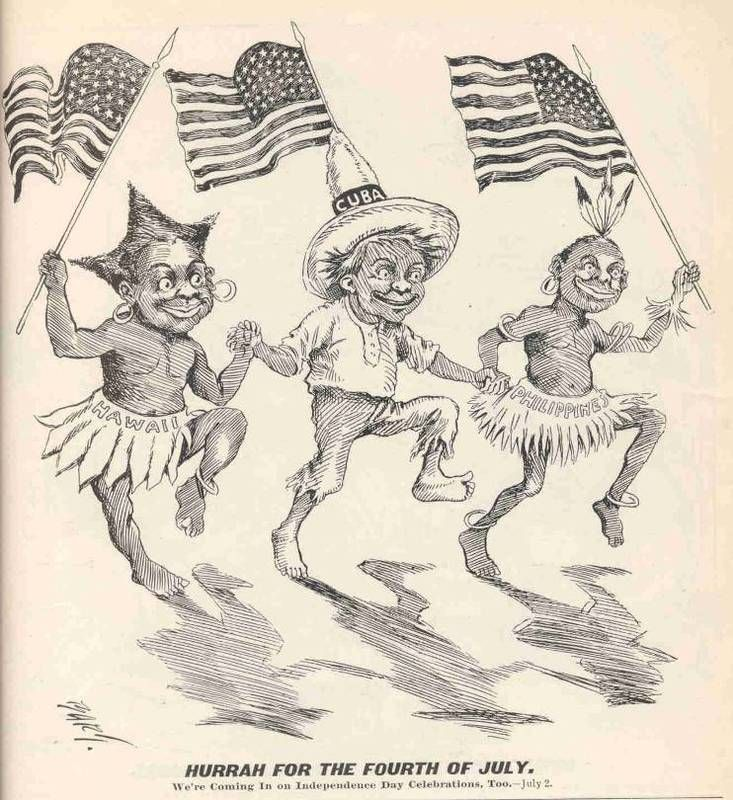 CUBA
HAWAII
PHILIPPINES
HURRAH FOR THE FOURTH OF JULY.
We're Coming In on Independence Day Celebrations, Too.—July 2.